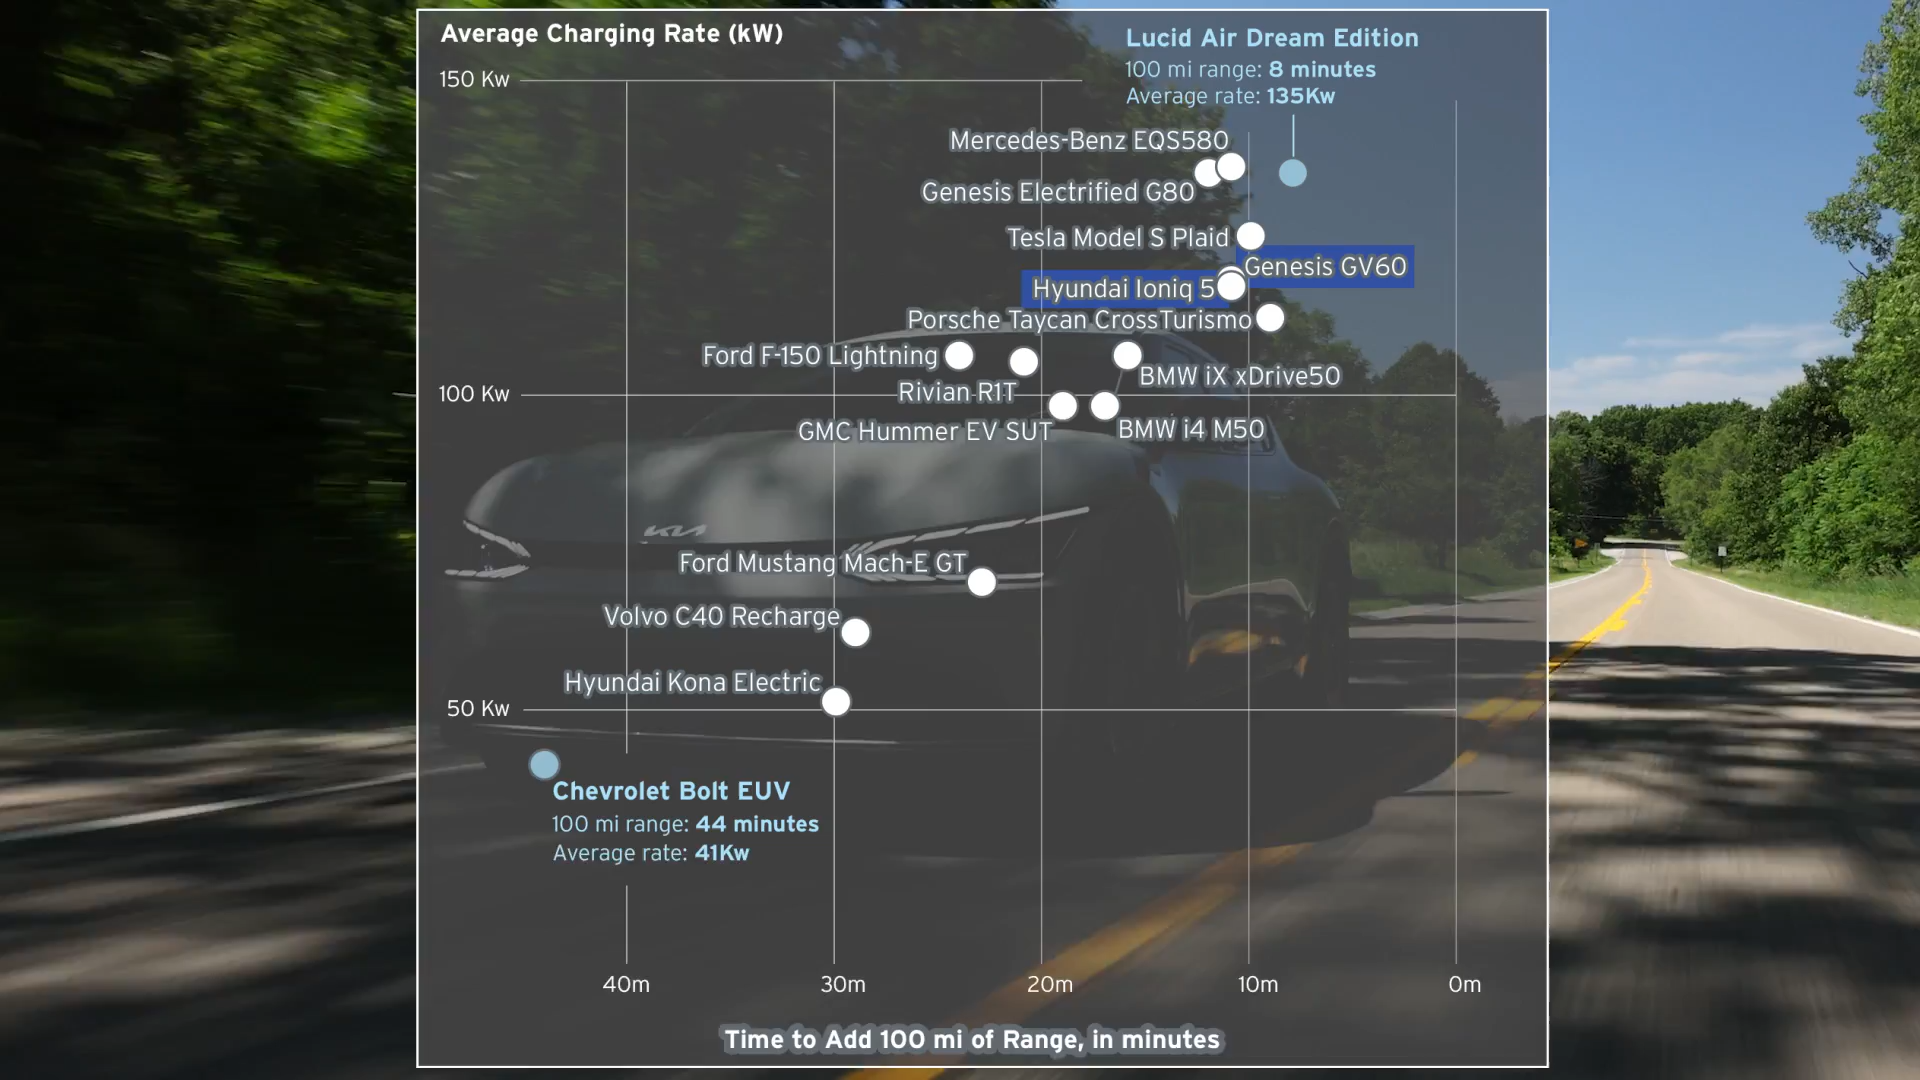 Average Charging Rate (kW)
Lucid Air Dream Edition
100 mi range: 8 minutes
Average rate: 135Kw
150 Kw
Mercedes-Benz EQS580
Genesis Electrified G80
Tesla Model S Plaid
Genesis GV60
Hyundai Ioniq 5
Porsche Taycan CrossTurismo
Ford F-150 Lightning
BMW iX xDrive50
Rivian R1T
100 Kw
GMC Hummer EV SUT
BMW i4 M50
KIA
Ford Mustang Mach-E GT
Volvo C40 Recharge
Hyundai Kona Electric
50 Kw
Chevrolet Bolt EUV
100 mi range: 44 minutes
Average rate: 41Kw
40m
30m
20m
10m
0m
Time to Add 100 mi of Range, in minutes